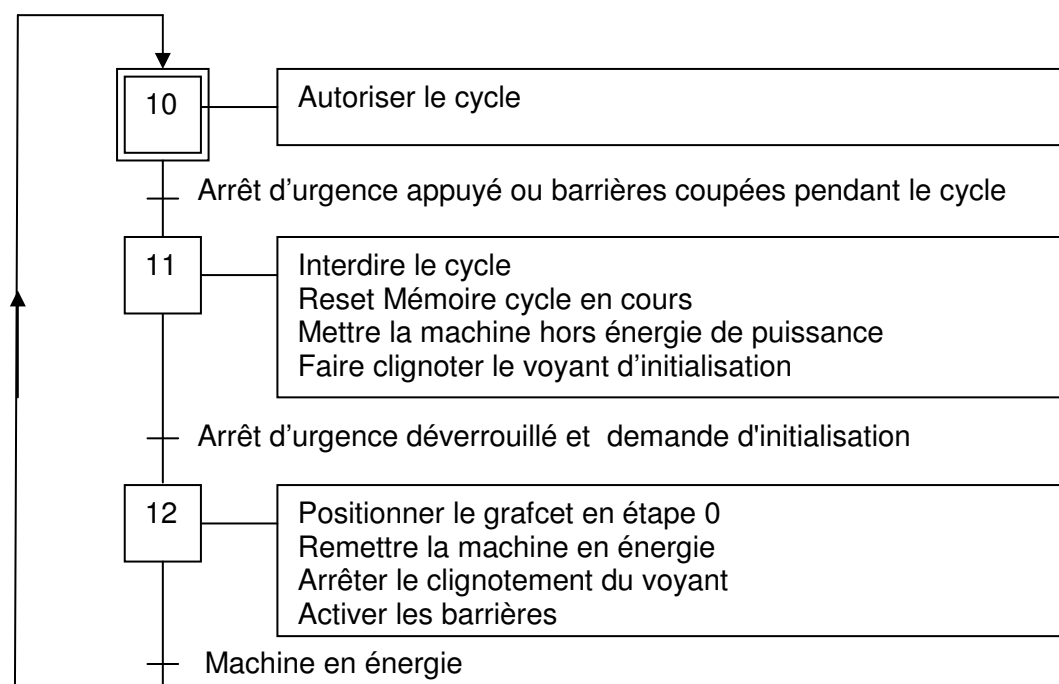 10
Autoriser le cycle
Arrêt d’urgence appuyé ou barrières coupées pendant le cycle
11
Interdire le cycle
Reset Mémoire cycle en cours
Mettre la machine hors énergie de puissance
Faire clignoter le voyant d’initialisation
Arrêt d’urgence déverrouillé et demande d'initialisation
12
Positionner le grafcet en étape 0
Remettre la machine en énergie
Arrêter le clignotement du voyant
Activer les barrières
Machine en énergie